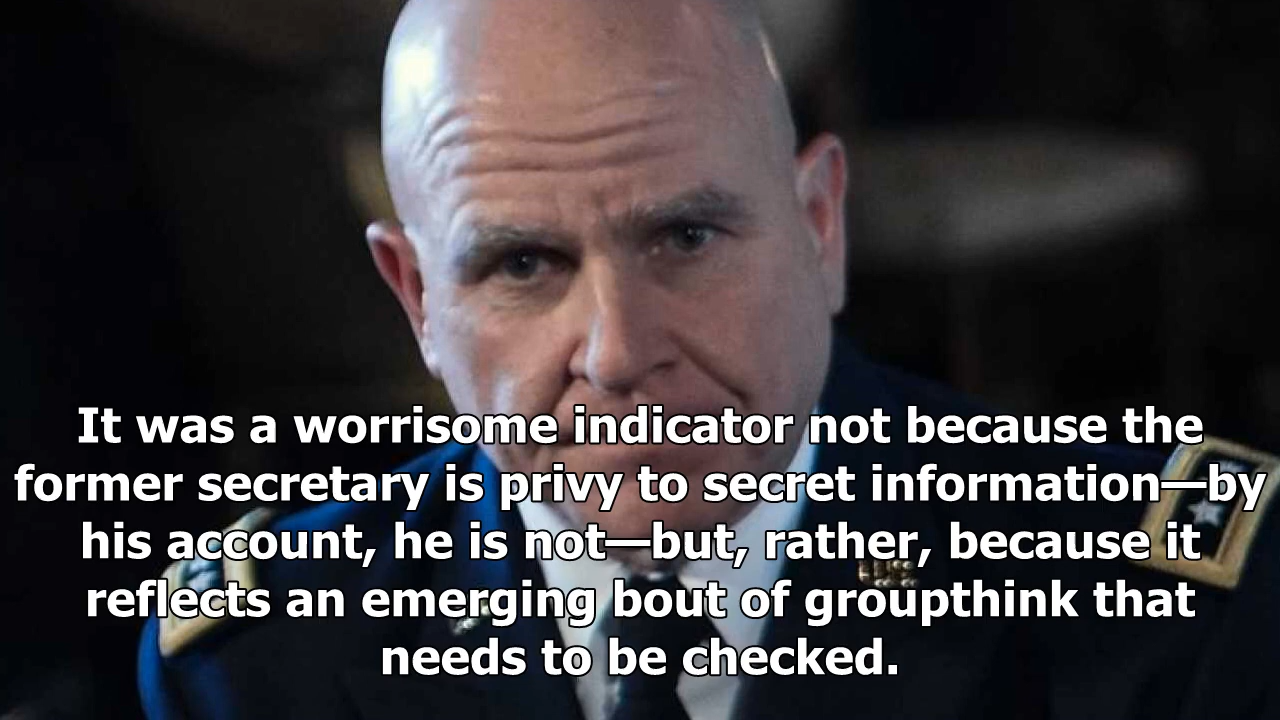 It was a worrisome indicator not because the
former secretary is privy to secret information—by
his account, he is not—but, rather, because it
reflects an emerging bout of groupthink that
needs to be checked.